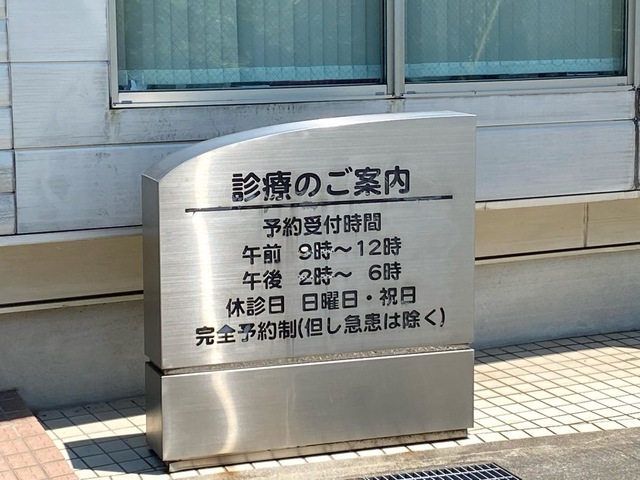 診療のご案内
予約受付時間
午前 9時～12時
午後 2時～ 6時
休診日 日曜日・祝日
完全予約制(但し急患は除く)